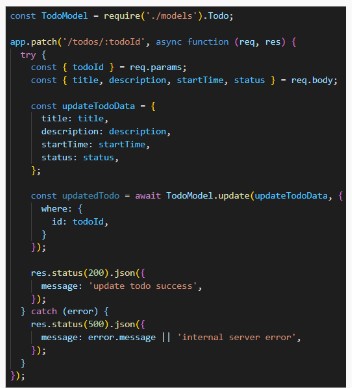 const TodoModel = require('./models').Todo;
app.patch('/todos/:todoId', async function (req, res) {
  try {
    const { todoId } = req.params;
    const { title, description, startTime, status } = req.body;
    const updateTodoData = {
      title: title,
      description: description,
      startTime: startTime,
      status: status,
    };
    const updatedTodo = await TodoModel.update(updateTodoData, {
      where: {
        id: todoId,
      }
    });
    res.status(200).json({
      message: 'update todo success',
    });
  } catch (error) {
    res.status(500).json({
      message: error.message || 'internal server error',
    });
  }
});